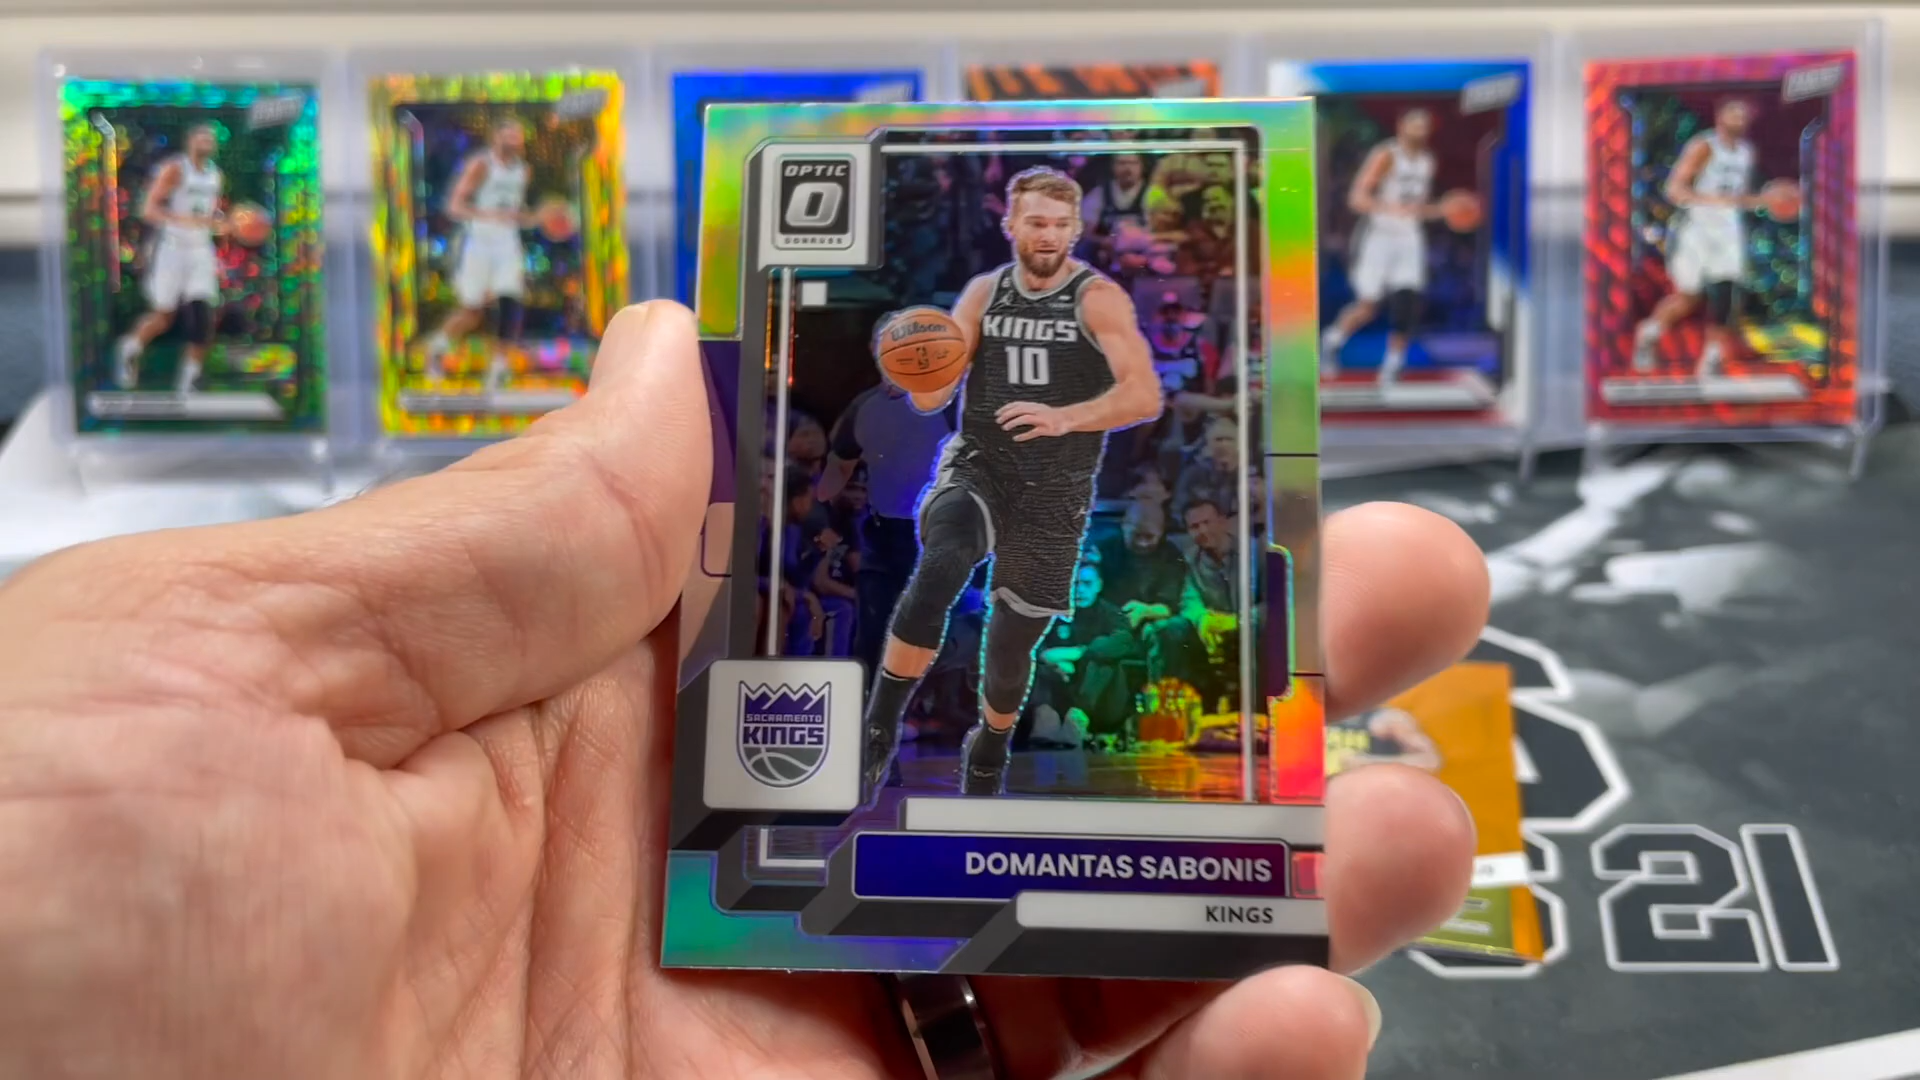 OPTIC
DONRUSS
Wilson
KINGS
10
SACRAMENTO
KINGS
DOMANTAS SABONIS
KINGS
21